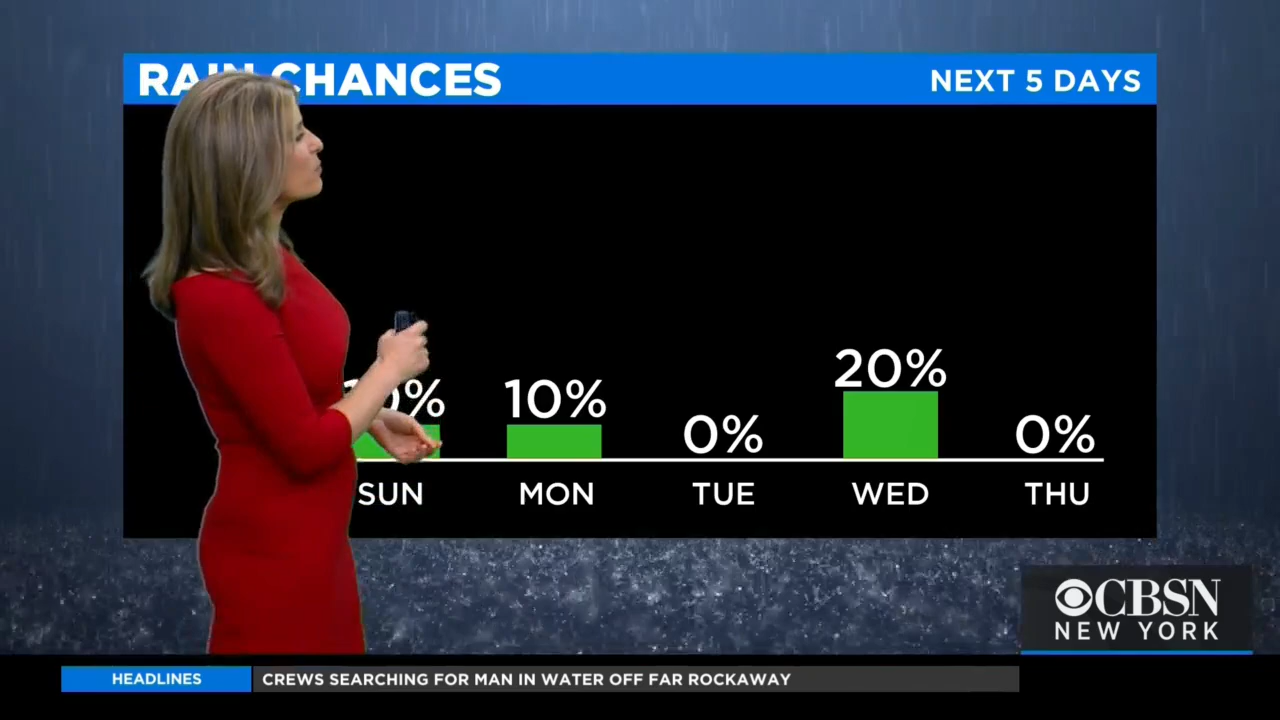 RAIN CHANCES
NEXT 5 DAYS
10%
0%
20%
0%
SUN MON TUE WED THU
CBSN
NEW YORK
HEADLINES
CREWS SEARCHING FOR MAN IN WATER OFF FAR ROCKAWAY